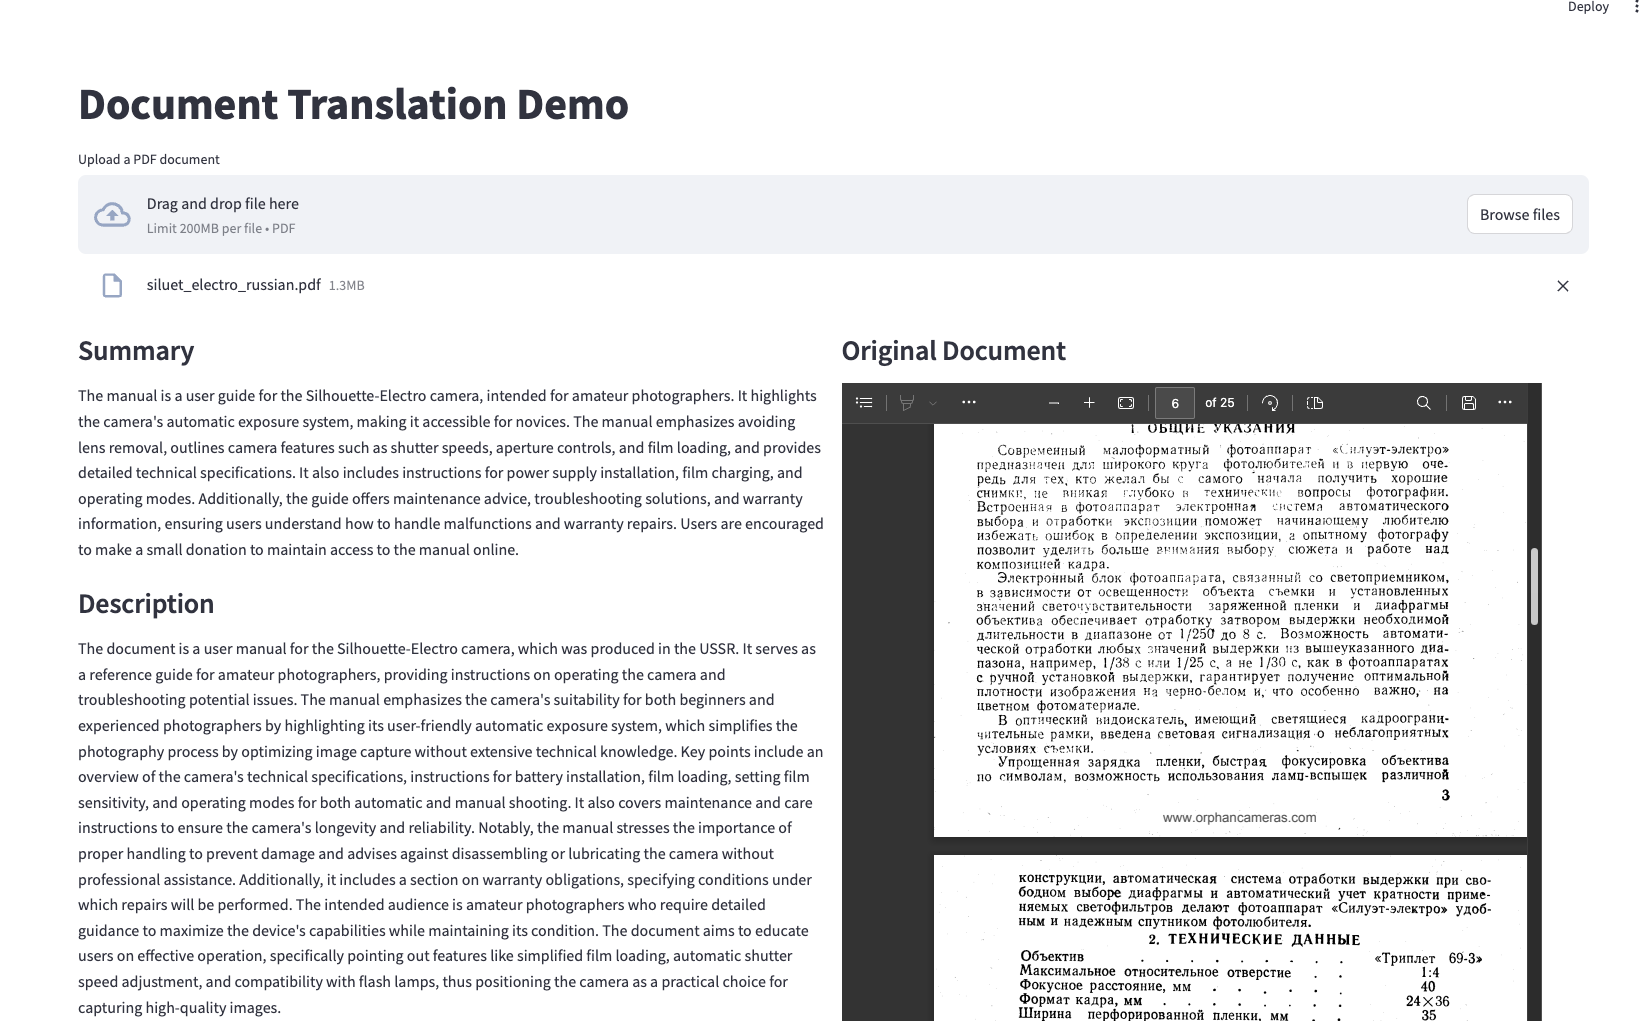 Deploy
Document Translation Demo
Upload a PDF document
Drag and drop file here
Limit 200MB per file • PDF
Browse files
siluet_electro_russian.pdf 1.3MB
Summary
The manual is a user guide for the Silhouette-Electro camera, intended for amateur photographers. It highlights
the camera's automatic exposure system, making it accessible for novices. The manual emphasizes avoiding
lens removal, outlines camera features such as shutter speeds, aperture controls, and film loading, and provides
detailed technical specifications. It also includes instructions for power supply installation, film charging, and
operating modes. Additionally, the guide offers maintenance advice, troubleshooting solutions, and warranty
information, ensuring users understand how to handle malfunctions and warranty repairs. Users are encouraged
to make a small donation to maintain access to the manual online.
Description
The document is a user manual for the Silhouette-Electro camera, which was produced in the USSR. It serves as
a reference guide for amateur photographers, providing instructions on operating the camera and
troubleshooting potential issues. The manual emphasizes the camera's suitability for both beginners and
experienced photographers by highlighting its user-friendly automatic exposure system, which simplifies the
photography process by optimizing image capture without extensive technical knowledge. Key points include an
overview of the camera's technical specifications, instructions for battery installation, film loading, setting film
sensitivity, and operating modes for both automatic and manual shooting. It also covers maintenance and care
instructions to ensure the camera's longevity and reliability. Notably, the manual stresses the importance of
proper handling to prevent damage and advises against disassembling or lubricating the camera without
professional assistance. Additionally, it includes a section on warranty obligations, specifying conditions under
which repairs will be performed. The intended audience is amateur photographers who require detailed
guidance to maximize the device's capabilities while maintaining its condition. The document aims to educate
users on effective operation, specifically pointing out features like simplified film loading, automatic shutter
speed adjustment, and compatibility with flash lamps, thus positioning the camera as a practical choice for
capturing high-quality images.
Original Document
6 of 25
1. ОБЩИЕ УКАЗАНИЯ
Современный малоформатный фотоаппарат «Силуэт-электро»
предназначен для широкого круга фотолюбителей и в первую оче-
редь для тех, кто желал бы с самого начала получить хорошие
снимки, не вникая глубоко в технические вопросы фотографии.
Встроенная в фотоаппарат электронная система автоматического
выбора и отработки экспозиции поможет начинающему любителю
избежать ошибок в определении экспозиции, а опытному фотографу
позволит уделить больше внимания выбору сюжета и работе над
композицией кадра.
Электронный блок фотоаппарата, связанный со светоприемником,
в зависимости от освещенности объекта съемки и установленных
значений светочувствительности заряженной пленки и диафрагмы
объектива обеспечивает отработку затвором выдержки необходимой
длительности в диапазоне от 1/250 до 8 с. Возможность автомати-
ческой отработки любых значений выдержки из вышеуказанного диа-
пазона, например, 1/38 с или 1/25 с, а не 1/30 с, как в фотоаппаратах
с ручной установкой выдержки, гарантирует получение оптимальной
плотности изображения на черно-белом и, что особенно важно, на
цветном фотоматериале.
В оптический видоискатель, имеющий светящиеся кадроограни-
чительные рамки, введена световая сигнализация о неблагоприятных
условиях съемки.
Упрощенная зарядка пленки, быстрая фокусировка объектива
по символам, возможность использования ламп-вспышек различной
3
www.orphancameras.com
конструкции, автоматическая система отработки выдержки при сво-
бодном выборе диафрагмы и автоматический учет кратности приме-
няемых светофильтров делают фотоаппарат «Силуэт-электро» удоб-
ным и надежным спутником фотолюбителя.
2. ТЕХНИЧЕСКИЕ ДАННЫЕ
Объектив . . . . . . . . «Триплет 69-3»
Максимальное относительное отверстие . . 1:4
Фокусное расстояние, мм . . . . . . 40
Формат кадра, мм . . . . . . . . 24×36
Ширина перфорированной пленки, мм . . 35